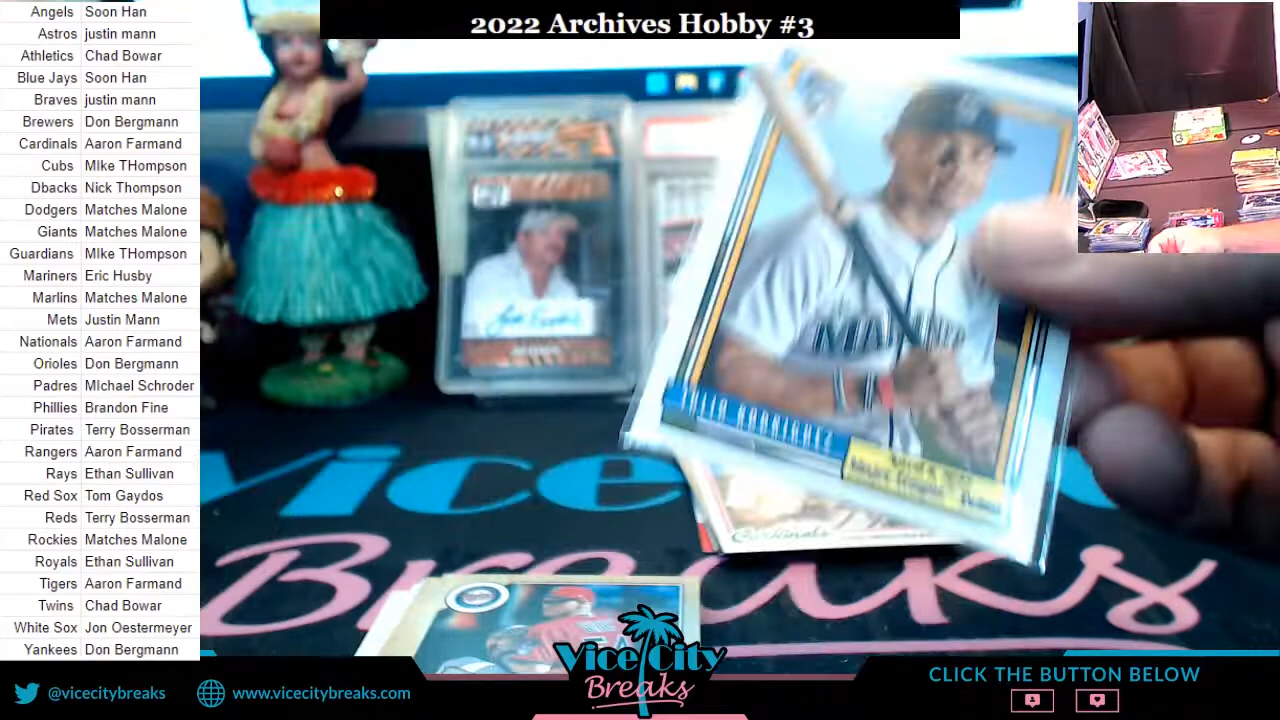 2022 Archives Hobby #3
Angels Soon Han
Astros justin mann
Athletics Chad Bowar
Blue Jays Soon Han
Braves justin mann
Brewers Don Bergmann
Cardinals Aaron Farmand
Cubs MIke THompson
Dbacks Nick Thompson
Dodgers Matches Malone
Giants Matches Malone
Guardians MIke THompson
Mariners Eric Husby
Marlins Matches Malone
Mets Justin Mann
Nationals Aaron Farmand
Orioles Don Bergmann
Padres MIchael Schroder
Phillies Brandon Fine
Pirates Terry Bosserman
Rangers Aaron Farmand
Rays Ethan Sullivan
Red Sox Tom Gaydos
Reds Terry Bosserman
Rockies Matches Malone
Royals Ethan Sullivan
Tigers Aaron Farmand
Twins Chad Bowar
White Sox Jon Oestermeyer
Yankees Don Bergmann
Cardinals
Vice
Breaks
Vice City
Breaks
@vicecitybreaks
www.vicecitybreaks.com
CLICK THE BUTTON BELOW